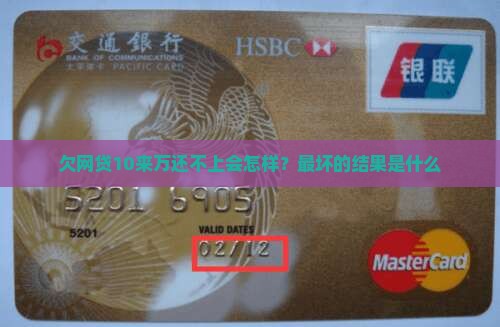 交通銀行
BANK OF COMMUNICATIONS
太平洋卡 PACIFIC CARD
HSBC
银联
欠网贷10来万还不上会怎样？最坏的结果是什么
5201 6905
5201
VALID DATES
02/12
MasterCard